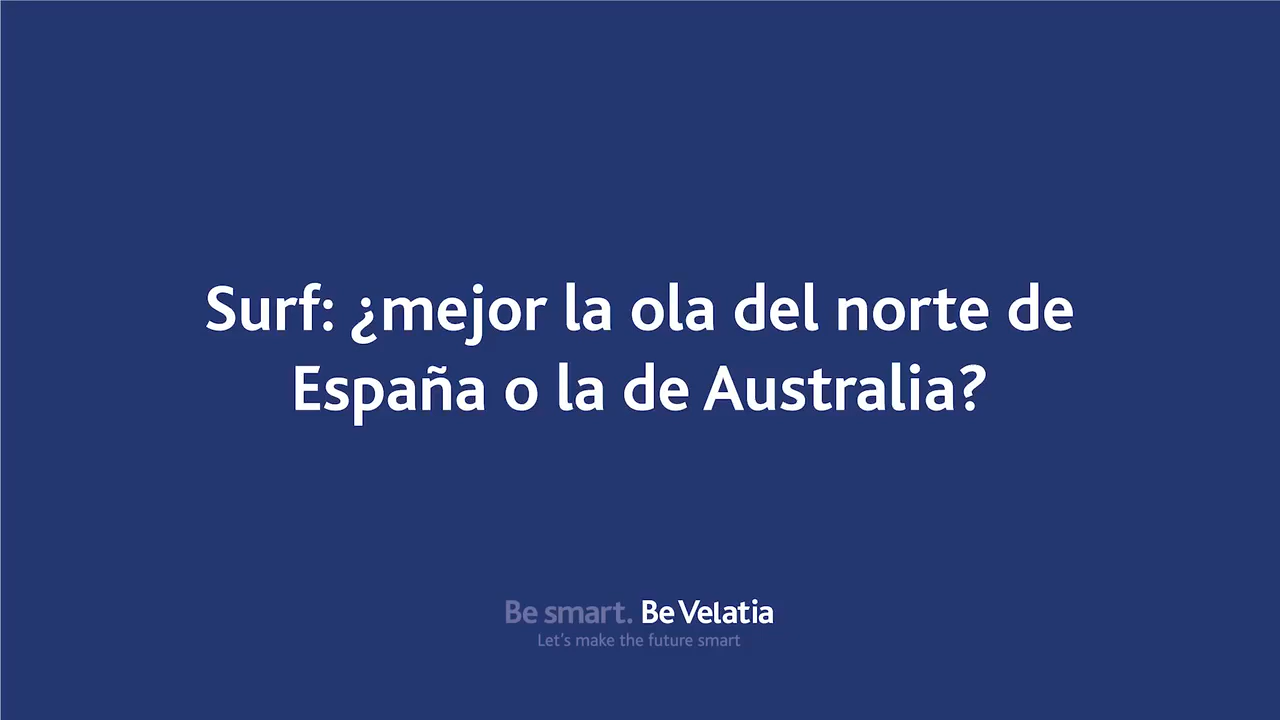 Surf: ¿mejor la ola del norte de
España o la de Australia?
Be smart. Be Velatia
Let's make the future smart